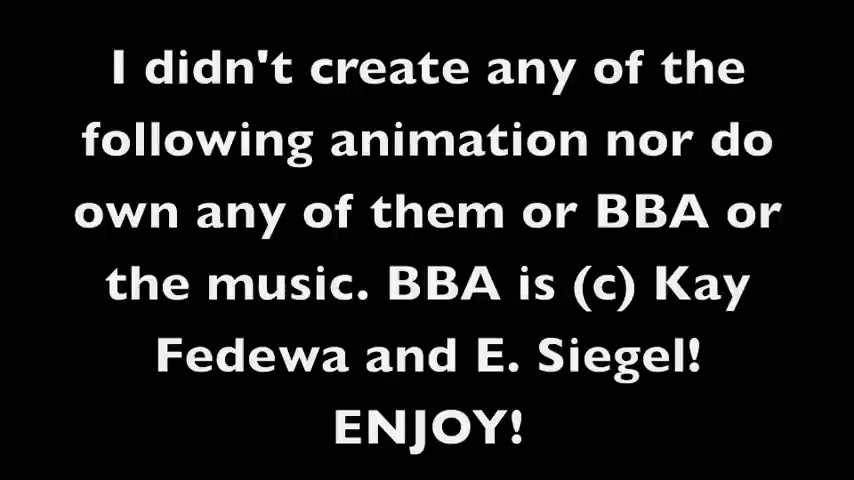 I didn't create any of the
following animation nor do
own any of them or BBA or
the music. BBA is (c) Kay
Fedewa and E. Siegel!
ENJOY!